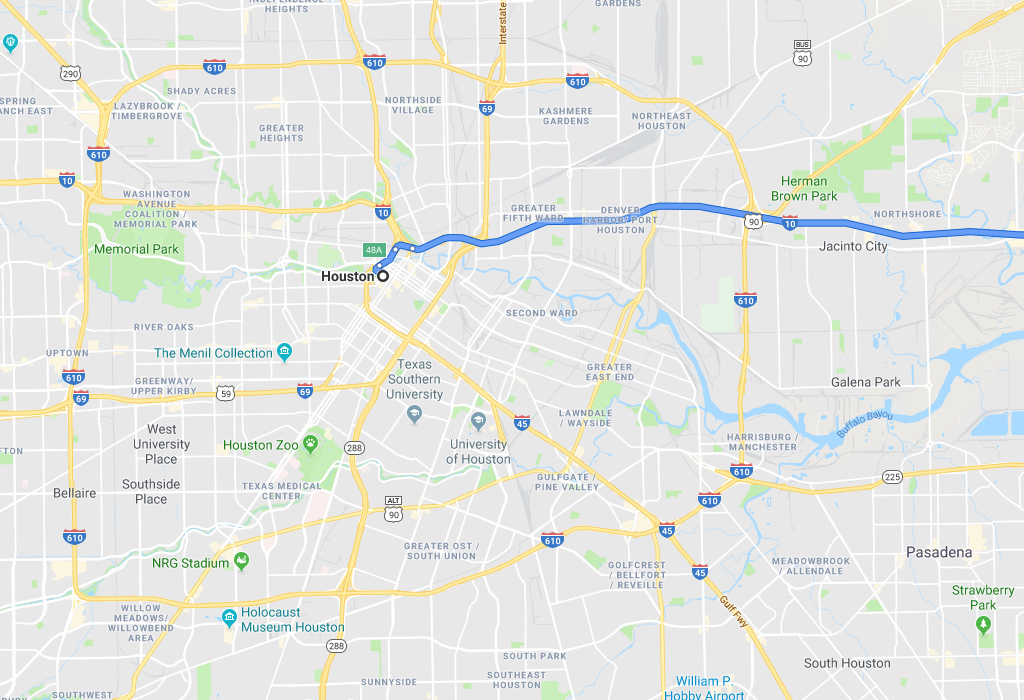 INDEPENDENCE
HEIGHTS
GARDENS
Interstate
BUS
90
290
610
610
610
SHADY ACRES
SPRING
NCH EAST
LAZYBROOK /
TIMBERGROVE
NORTHSIDE
VILLAGE
69
KASHMERE
GARDENS
NORTHEAST
HOUSTON
GREATER
HEIGHTS
610
10
WASHINGTON
AVENUE
COALITION /
MEMORIAL PARK
10
GREATER
FIFTH WARD
DENVER
HARBOR/PORT
HOUSTON
Herman
Brown Park
90
10
NORTHSHORE
Jacinto City
Memorial Park
48A
Houston
610
RIVER OAKS
SECOND WARD
UPTOWN
The Menil Collection
Texas
Southern
University
GREATER
EAST END
610
69
GREENWAY/
UPPER KIRBY
59
69
Galena Park
45
LAWNDALE
/ WAYSIDE
Buffalo Bayou
West
University
Place
Houston Zoo
288
University
of Houston
HARRISBURG /
MANCHESTER
TON
610
225
Bellaire
Southside
Place
TEXAS MEDICAL
CENTER
ALT
90
GULFGATE /
PINE VALLEY
610
45
610
610
GREATER OST /
SOUTH UNION
NRG Stadium
GOLFCREST
/ BELLFORT
/ REVEILLE
45
MEADOWBROOK
/ ALLENDALE
Pasadena
Strawberry
Park
WILLOW
MEADOWS/
WILLOWBEND
AREA
Holocaust
Museum Houston
Gulf Fwy
288
SOUTH PARK
SOUTHEAST
HOUSTON
South Houston
SUNNYSIDE
William P.
Hobby Airport
SOUTHWEST